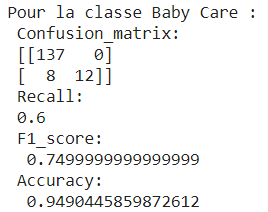 Pour la classe Baby Care :
Confusion_matrix:
[[137   0]
[  8  12]]
Recall:
0.6
F1_score:
0.7499999999999999
Accuracy:
0.9490445859872612